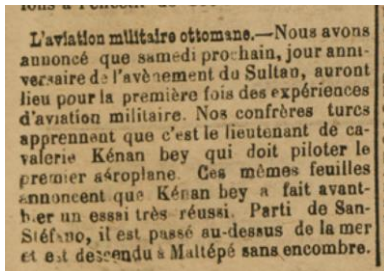 L'aviation militaire ottomane.—Nous avons
annoncé que samedi prochain, jour anni-
versaire de l'avènement du Sultan, auront
lieu pour la première fois des expériences
d'aviation militaire. Nos confrères turcs
apprennent que c'est le lieutenant de ca-
valerie Kénan bey qui doit piloter le
premier aéroplane. Ces mêmes feuilles
annoncent que Kénan bey a fait avant-
hier un essai très réussi. Parti de San-
Stéfano, il est passé au-dessus de la mer
et est descendu à Maltépé sans encombre.